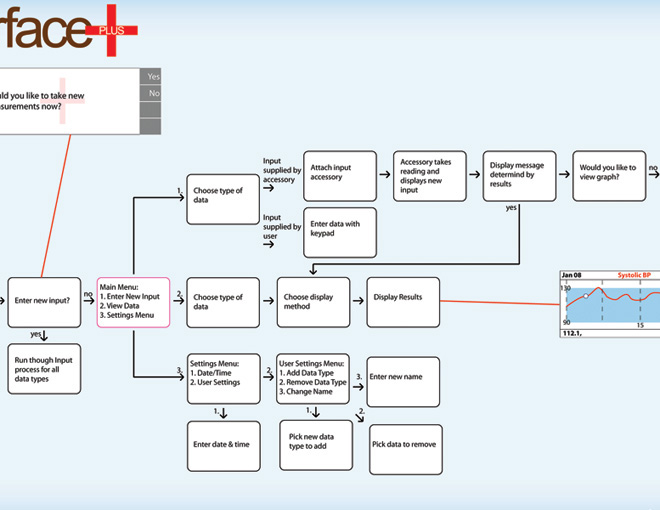 rface
PLUS
Yes
No
ld you like to take new
surements now?
Input
supplied by
accessory
Attach input
accessory
Accessory takes
reading and
displays new
input
Display message
determind by
results
Would you like to
view graph?
no
1.
Choose type of
data
Input
supplied by
user
Enter data with
keypad
yes
Enter new input?
no
Main Menu:
1. Enter New Input
2. View Data
3. Settings Menu
2.
Choose type of
data
Choose display
method
Display Results
Jan 08
Systolic BP
130
90
15
112.1,
yes
Run though Input
process for all
data types
3.
Settings Menu:
1. Date/Time
2. User Settings
2.
User Settings Menu:
1. Add Data Type
2. Remove Data Type
3. Change Name
3.
Enter new name
1.
1.
2.
Enter date & time
Pick new data
type to add
Pick data to remove